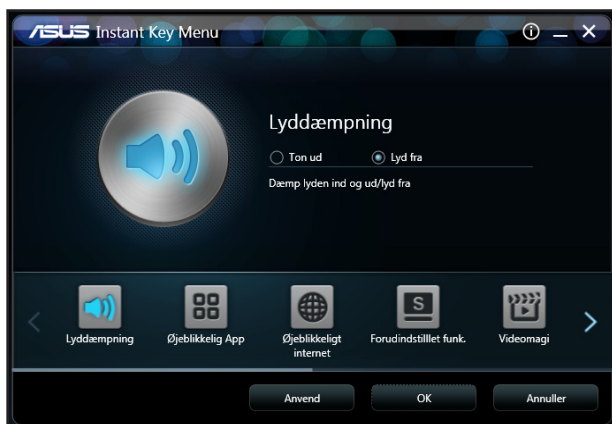 ASUS Instant Key Menu
Lyddæmpning
Ton ud Lyd fra
Dæmp lyden ind og ud/lyd fra
S
Lyddæmpning Øjeblikkelig App Øjeblikkeligt Forudindstilllet funk. Videomagi
internet
Anvend OK Annuller